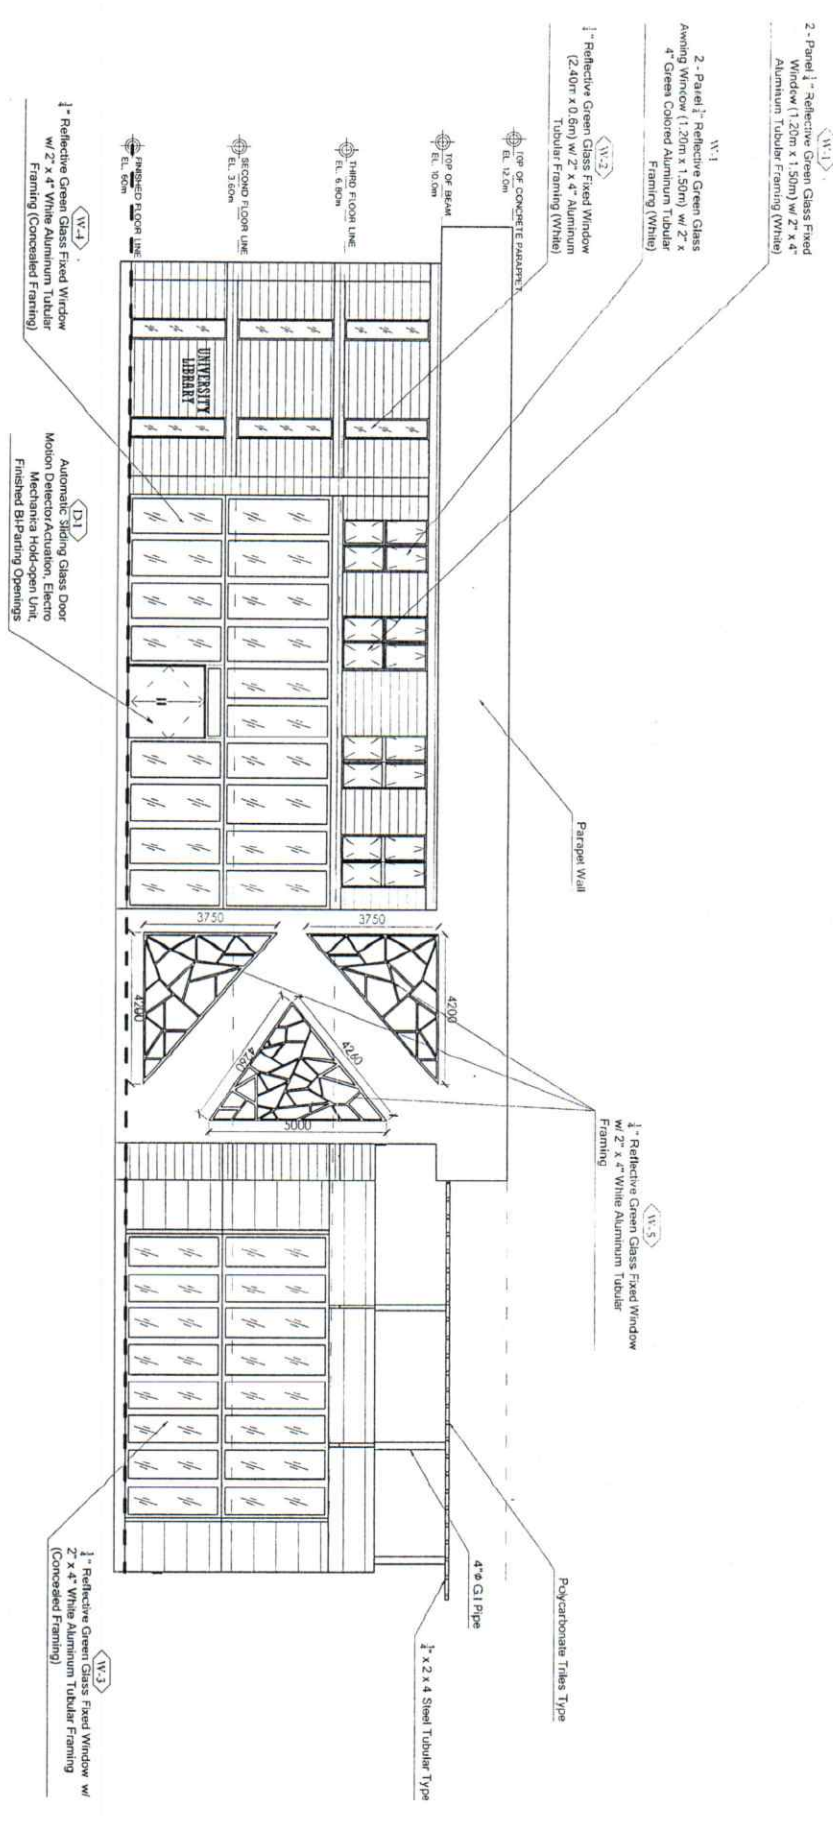 W-1
2 - Panel ¼" Reflective Green Glass Fixed
Window (1.20m x 1.50m) w/ 2" x 4"
Aluminum Tubular Framing (White)
W-1
2 - Panel ¼" Reflective Green Glass
Awning Window (1.20m x 1.50m) w/ 2" x
4" Green Colored Aluminum Tubular
Framing (White)
W-2
¼" Reflective Green Glass Fixed Window
(2.40m x 0.6m) w/ 2" x 4" Aluminum
Tubular Framing (White)
Parapet Wall
W-5
¼" Reflective Green Glass Fixed Window
w/ 2" x 4" White Aluminum Tubular
Framing
Polycarbonate Triles Type
4"ø G.I Pipe
¼" x 2 x 4 Steel Tubular Type
TOP OF CONCRETE PARAPPET
EL. 12.0m
TOP OF BEAM
EL. 10.0m
THIRD FLOOR LINE
EL. 6.80m
SECOND FLOOR LINE
EL. 3.60m
FINISHED FLOOR LINE
EL. 60m
UNIVERSITY
LIBRARY
3750
4200
3750
4200
4260
4260
5000
W-4
¼" Reflective Green Glass Fixed Window
w/ 2" x 4" White Aluminum Tubular
Framing (Concealed Framing)
D-1
Automatic Sliding Glass Door
Motion Detector Actuation, Electro
Mechanica Hold-open Unit,
Finished Bi-Parting Openings
W-3
¼" Reflective Green Glass Fixed Window w/
2" x 4" White Aluminum Tubular Framing
(Concealed Framing)